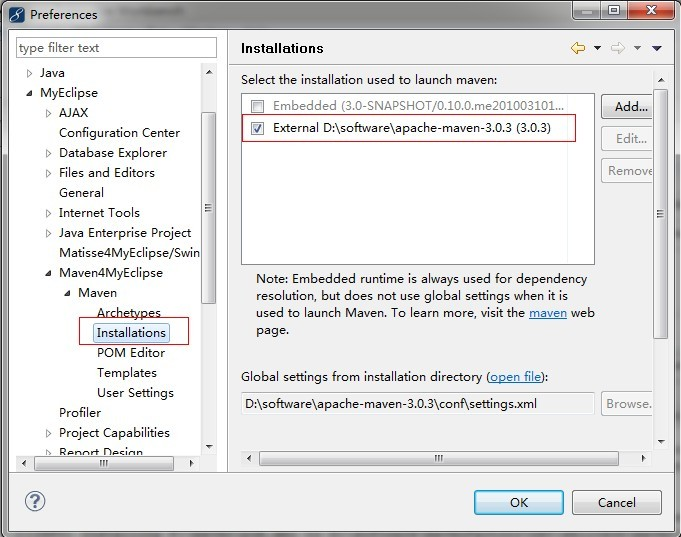 Preferences
type filter text
Java
MyEclipse
AJAX
Configuration Center
Database Explorer
Files and Editors
General
Internet Tools
Java Enterprise Project
Matisse4MyEclipse/Swin
Maven4MyEclipse
Maven
Archetypes
Installations
POM Editor
Templates
User Settings
Profiler
Project Capabilities
Report Design
Installations
Select the installation used to launch maven:
Embedded (3.0-SNAPSHOT/0.10.0.me201003101...
External D:\software\apache-maven-3.0.3 (3.0.3)
Add...
Edit...
Remove
Note: Embedded runtime is always used for dependency
resolution, but does not use global settings when it is
used to launch Maven. To learn more, visit the maven web
page.
Global settings from installation directory (open file):
D:\software\apache-maven-3.0.3\conf\settings.xml
Browse..
?
OK
Cancel